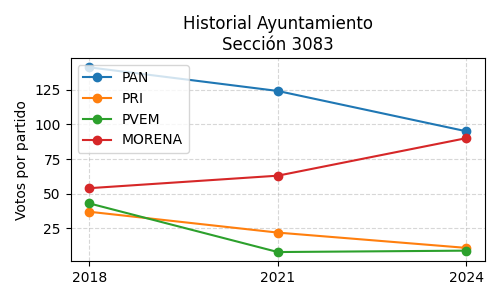 Historial Ayuntamiento
Sección 3083
Votos por partido
125
100
75
50
25
PAN
PRI
PVEM
MORENA
2018
2021
2024